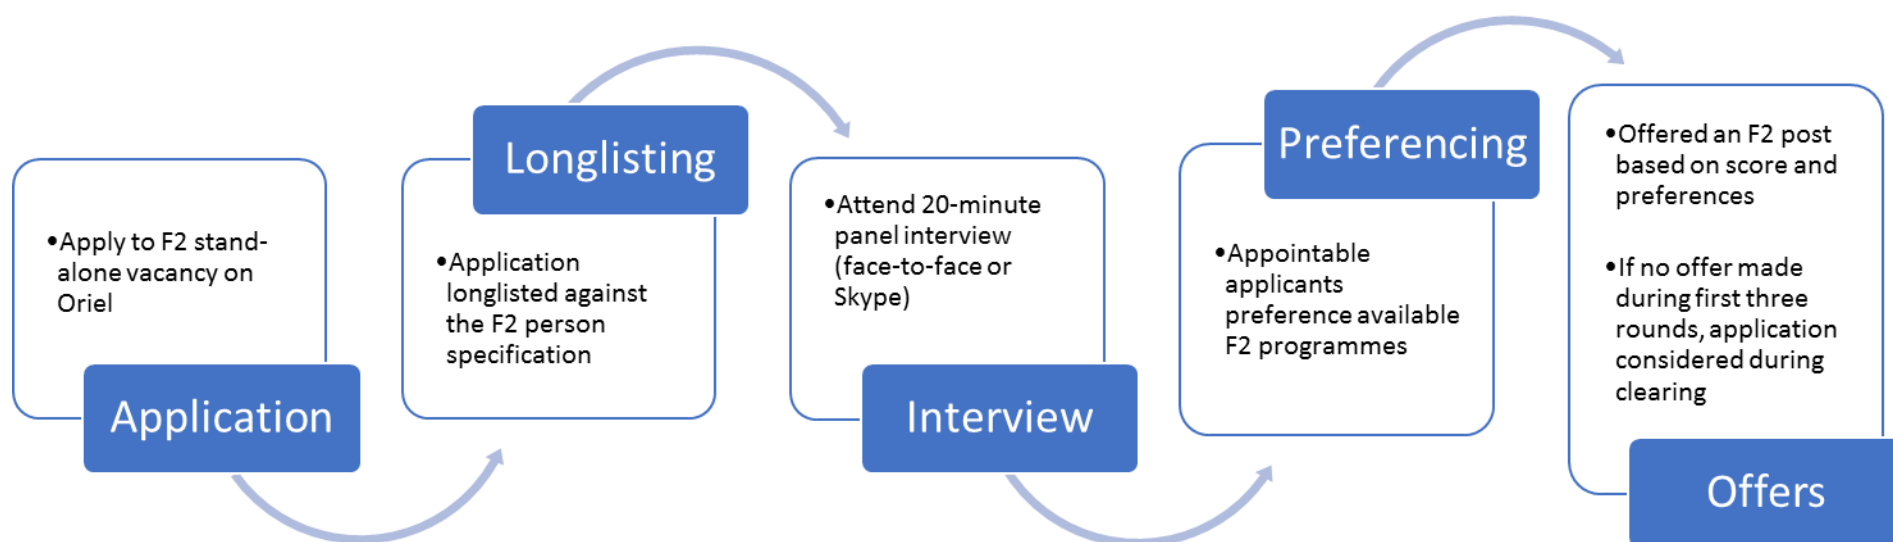 •Apply to F2 stand-
alone vacancy on
Oriel
Application
Longlisting
•Application
longlisted against
the F2 person
specification
•Attend 20-minute
panel interview
(face-to-face or
Skype)
Interview
Preferencing
•Appointable
applicants
preference available
F2 programmes
•Offered an F2 post
based on score and
preferences
•If no offer made
during first three
rounds, application
considered during
clearing
Offers